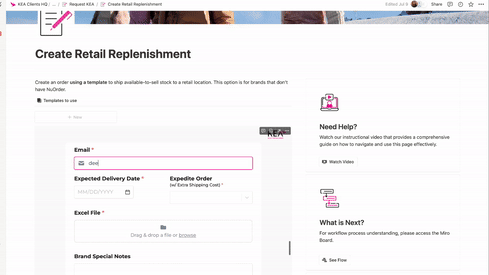 KEA Clients HQ / ... / Request KEA / Create Retail Replenishment
Share
Create Retail Replenishment
Create an order using a template to ship available-to-sell stock to a retail location. This option is for brands that don't
have NuOrder.
Templates to use
+ New
KEA
Email *
dee
Expected Delivery Date *
MM/DD/YYYY
Expedite Order
(w/ Extra Shipping Cost) *
Excel File *
Drag & drop a file or browse
Brand Special Notes
Need Help?
Watch our instructional video that provides a comprehensive
guide on how to navigate and use this page effectively.
Watch Video
What is Next?
For workflow process understanding, please access the Miro
Board.
See Flow